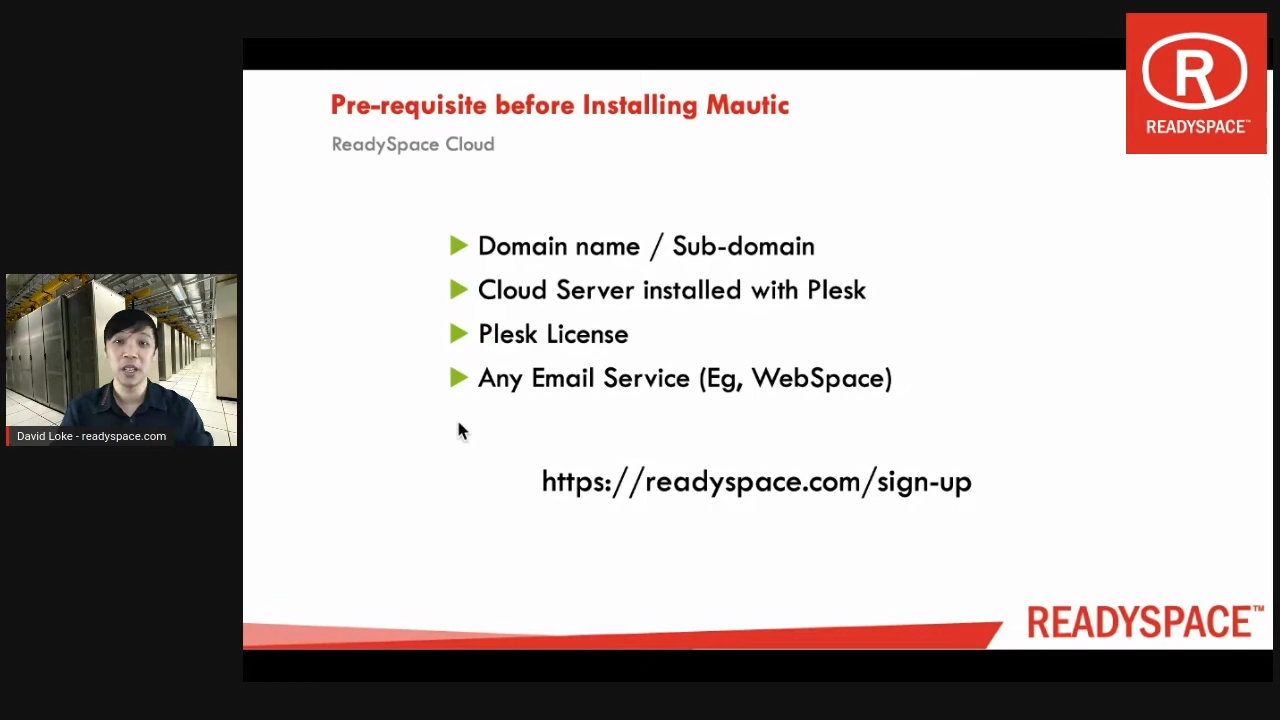 Pre-requisite before Installing Mautic
ReadySpace Cloud
R
READYSPACE™
Domain name / Sub-domain
Cloud Server installed with Plesk
Plesk License
Any Email Service (Eg, WebSpace)
David Loke - readyspace.com
https://readyspace.com/sign-up
READYSPACE™